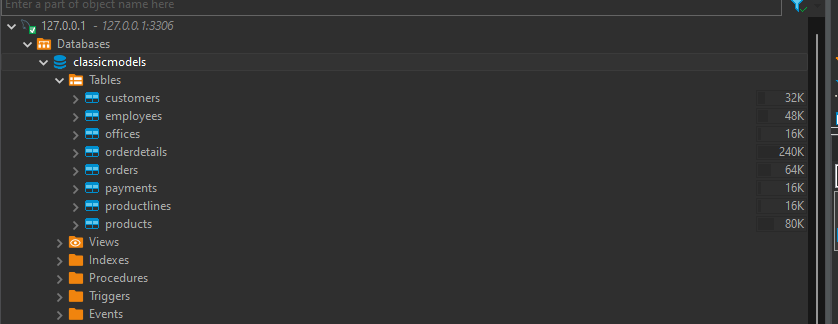 Enter a part of object name here
127.0.0.1 - 127.0.0.1:3306
Databases
classicmodels
Tables
customers 32K
employees 48K
offices 16K
orderdetails 240K
orders 64K
payments 16K
productlines 16K
products 80K
Views
Indexes
Procedures
Triggers
Events